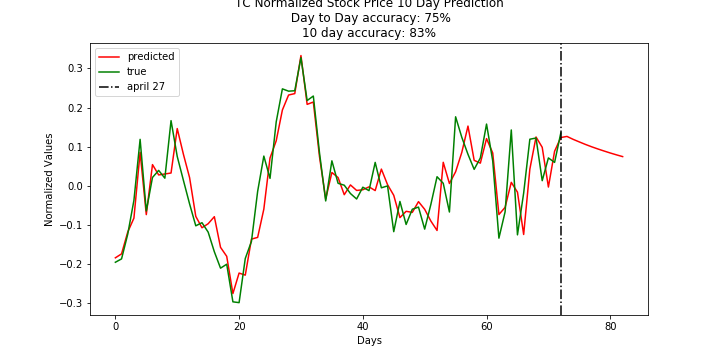 TC Normalized Stock Price 10 Day Prediction
Day to Day accuracy: 75%
10 day accuracy: 83%
predicted
true
april 27
Normalized Values
0.3
0.2
0.1
0.0
−0.1
−0.2
−0.3
0 20 40 60 80
Days